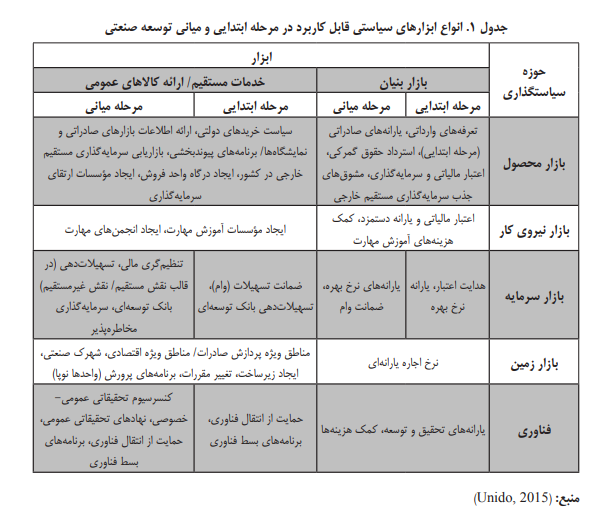 جدول ۱. انواع ابزارهای سیاستی قابل کاربرد در مرحله ابتدایی و میانی توسعه صنعتی
حوزه سیاستگذاری
ابزار
بازار بنیان
خدمات مستقیم/ ارائه کالاهای عمومی
مرحله ابتدایی
مرحله میانی
مرحله ابتدایی
مرحله میانی
بازار محصول
تعرفه‌های وارداتی، یارانه‌های صادراتی
(مرحله ابتدایی)، استرداد حقوق گمرکی،
اعتبار مالیاتی و سرمایه‌گذاری، مشوق‌های
جذب سرمایه‌گذاری مستقیم خارجی
سیاست خریدهای دولتی، ارائه اطلاعات بازارهای صادراتی و
نمایشگاه‌ها/ برنامه‌های پیوندبخشی، بازاریابی سرمایه‌گذاری مستقیم
خارجی در کشور، ایجاد درگاه واحد فروش، ایجاد مؤسسات ارتقای
سرمایه‌گذاری
بازار نیروی کار
اعتبار مالیاتی و یارانه دستمزد، کمک
هزینه‌های آموزش مهارت
ایجاد مؤسسات آموزش مهارت، ایجاد انجمن‌های مهارت
بازار سرمایه
هدایت اعتبار، یارانه
نرخ بهره
یارانه‌های نرخ بهره،
ضمانت وام
ضمانت تسهیلات (وام)،
تسهیلات‌دهی بانک توسعه‌ای
تنظیم‌گری مالی، تسهیلات‌دهی (در
قالب نقش مستقیم/ نقش غیرمستقیم)
بانک توسعه‌ای، سرمایه‌گذاری
مخاطره‌پذیر
بازار زمین
نرخ اجاره یارانه‌ای
مناطق ویژه پردازش صادرات/ مناطق ویژه اقتصادی، شهرک صنعتی،
ایجاد زیرساخت، تغییر مقررات، برنامه‌های پرورش (واحدها نوپا)
فناوری
یارانه‌های تحقیق و توسعه، کمک هزینه‌ها
حمایت از انتقال فناوری،
برنامه‌های بسط فناوری
کنسرسیوم تحقیقاتی عمومی-
خصوصی، نهادهای تحقیقاتی عمومی،
حمایت از انتقال فناوری، برنامه‌های
بسط فناوری
منبع: (Unido, 2015)